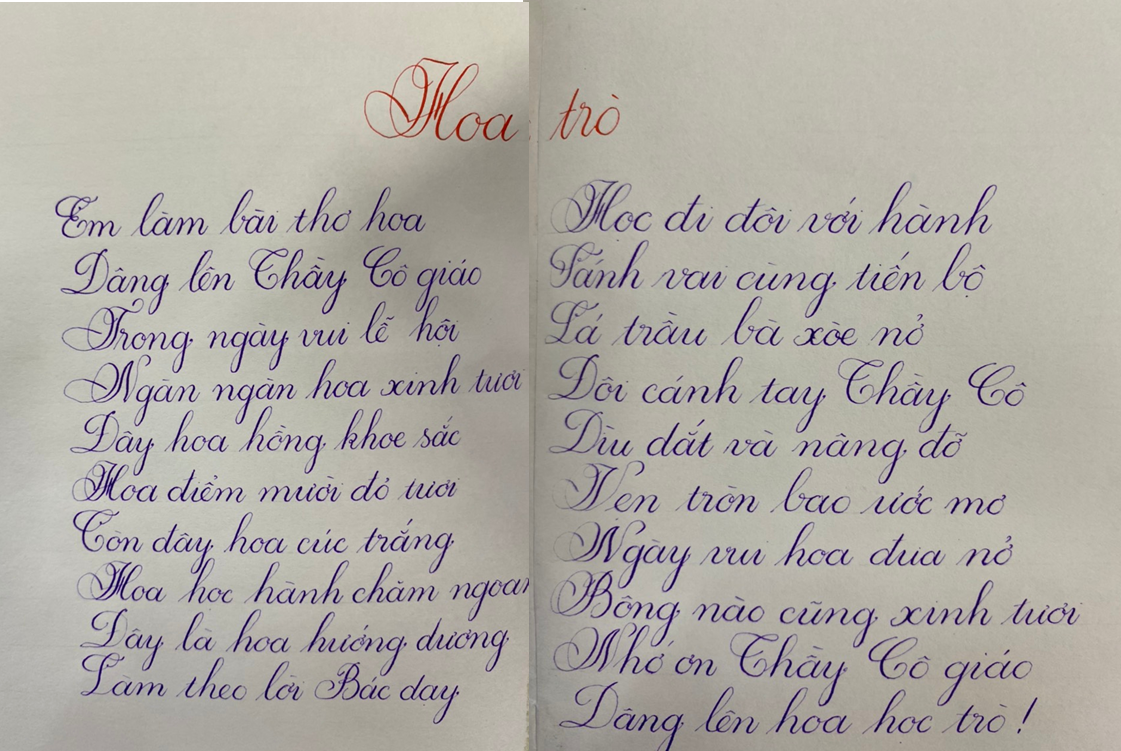 Hoa trò
Em làm bài thơ hoa
Dâng lên Thầy Cô giáo
Trong ngày vui lễ hội
Ngàn ngàn hoa xinh tươi
Đây hoa hồng khoe sắc
Hoa điểm mười đỏ tươi
Còn đây hoa cúc trắng
Hoa học hành chăm ngoan
Đây là hoa hướng dương
Làm theo lời Bác dạy
Học đi đôi với hành
Sánh vai cùng tiến bộ
Lá trầu bà xòe nở
Đôi cánh tay Thầy Cô
Dìu dắt và nâng đỡ
Vẹn tròn bao ước mơ
Ngày vui hoa đua nở
Bông nào cũng xinh tươi
Nhớ ơn Thầy Cô giáo
Dâng lên hoa học trò !